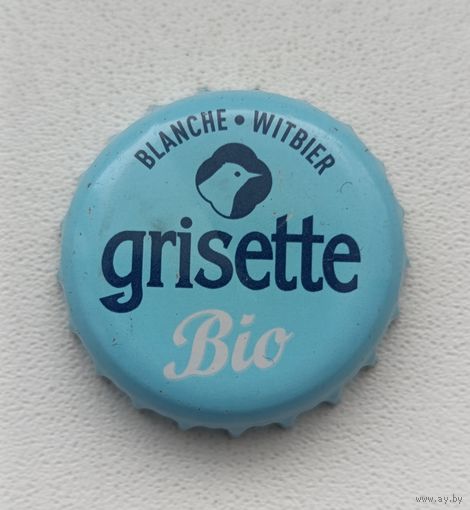 BLANCHE • WITBIER
grisette
Bio
www.ay.by